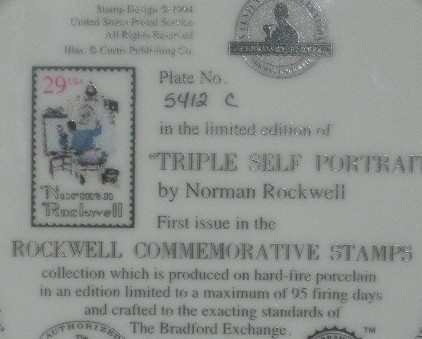 Stamp Design © 1994
United States Postal Service
All Rights Reserved
Illus. © Curtis Publishing Co.
29 USA
Norman
Rockwell
Plate No.
5412 C
in the limited edition of
"TRIPLE SELF PORTRAIT
by Norman Rockwell
First issue in the
ROCKWELL COMMEMORATIVE STAMPS
collection which is produced on hard-fire porcelain
in an edition limited to a maximum of 95 firing days
and crafted to the exacting standards of
The Bradford Exchange.
AUTHORIZED
TM